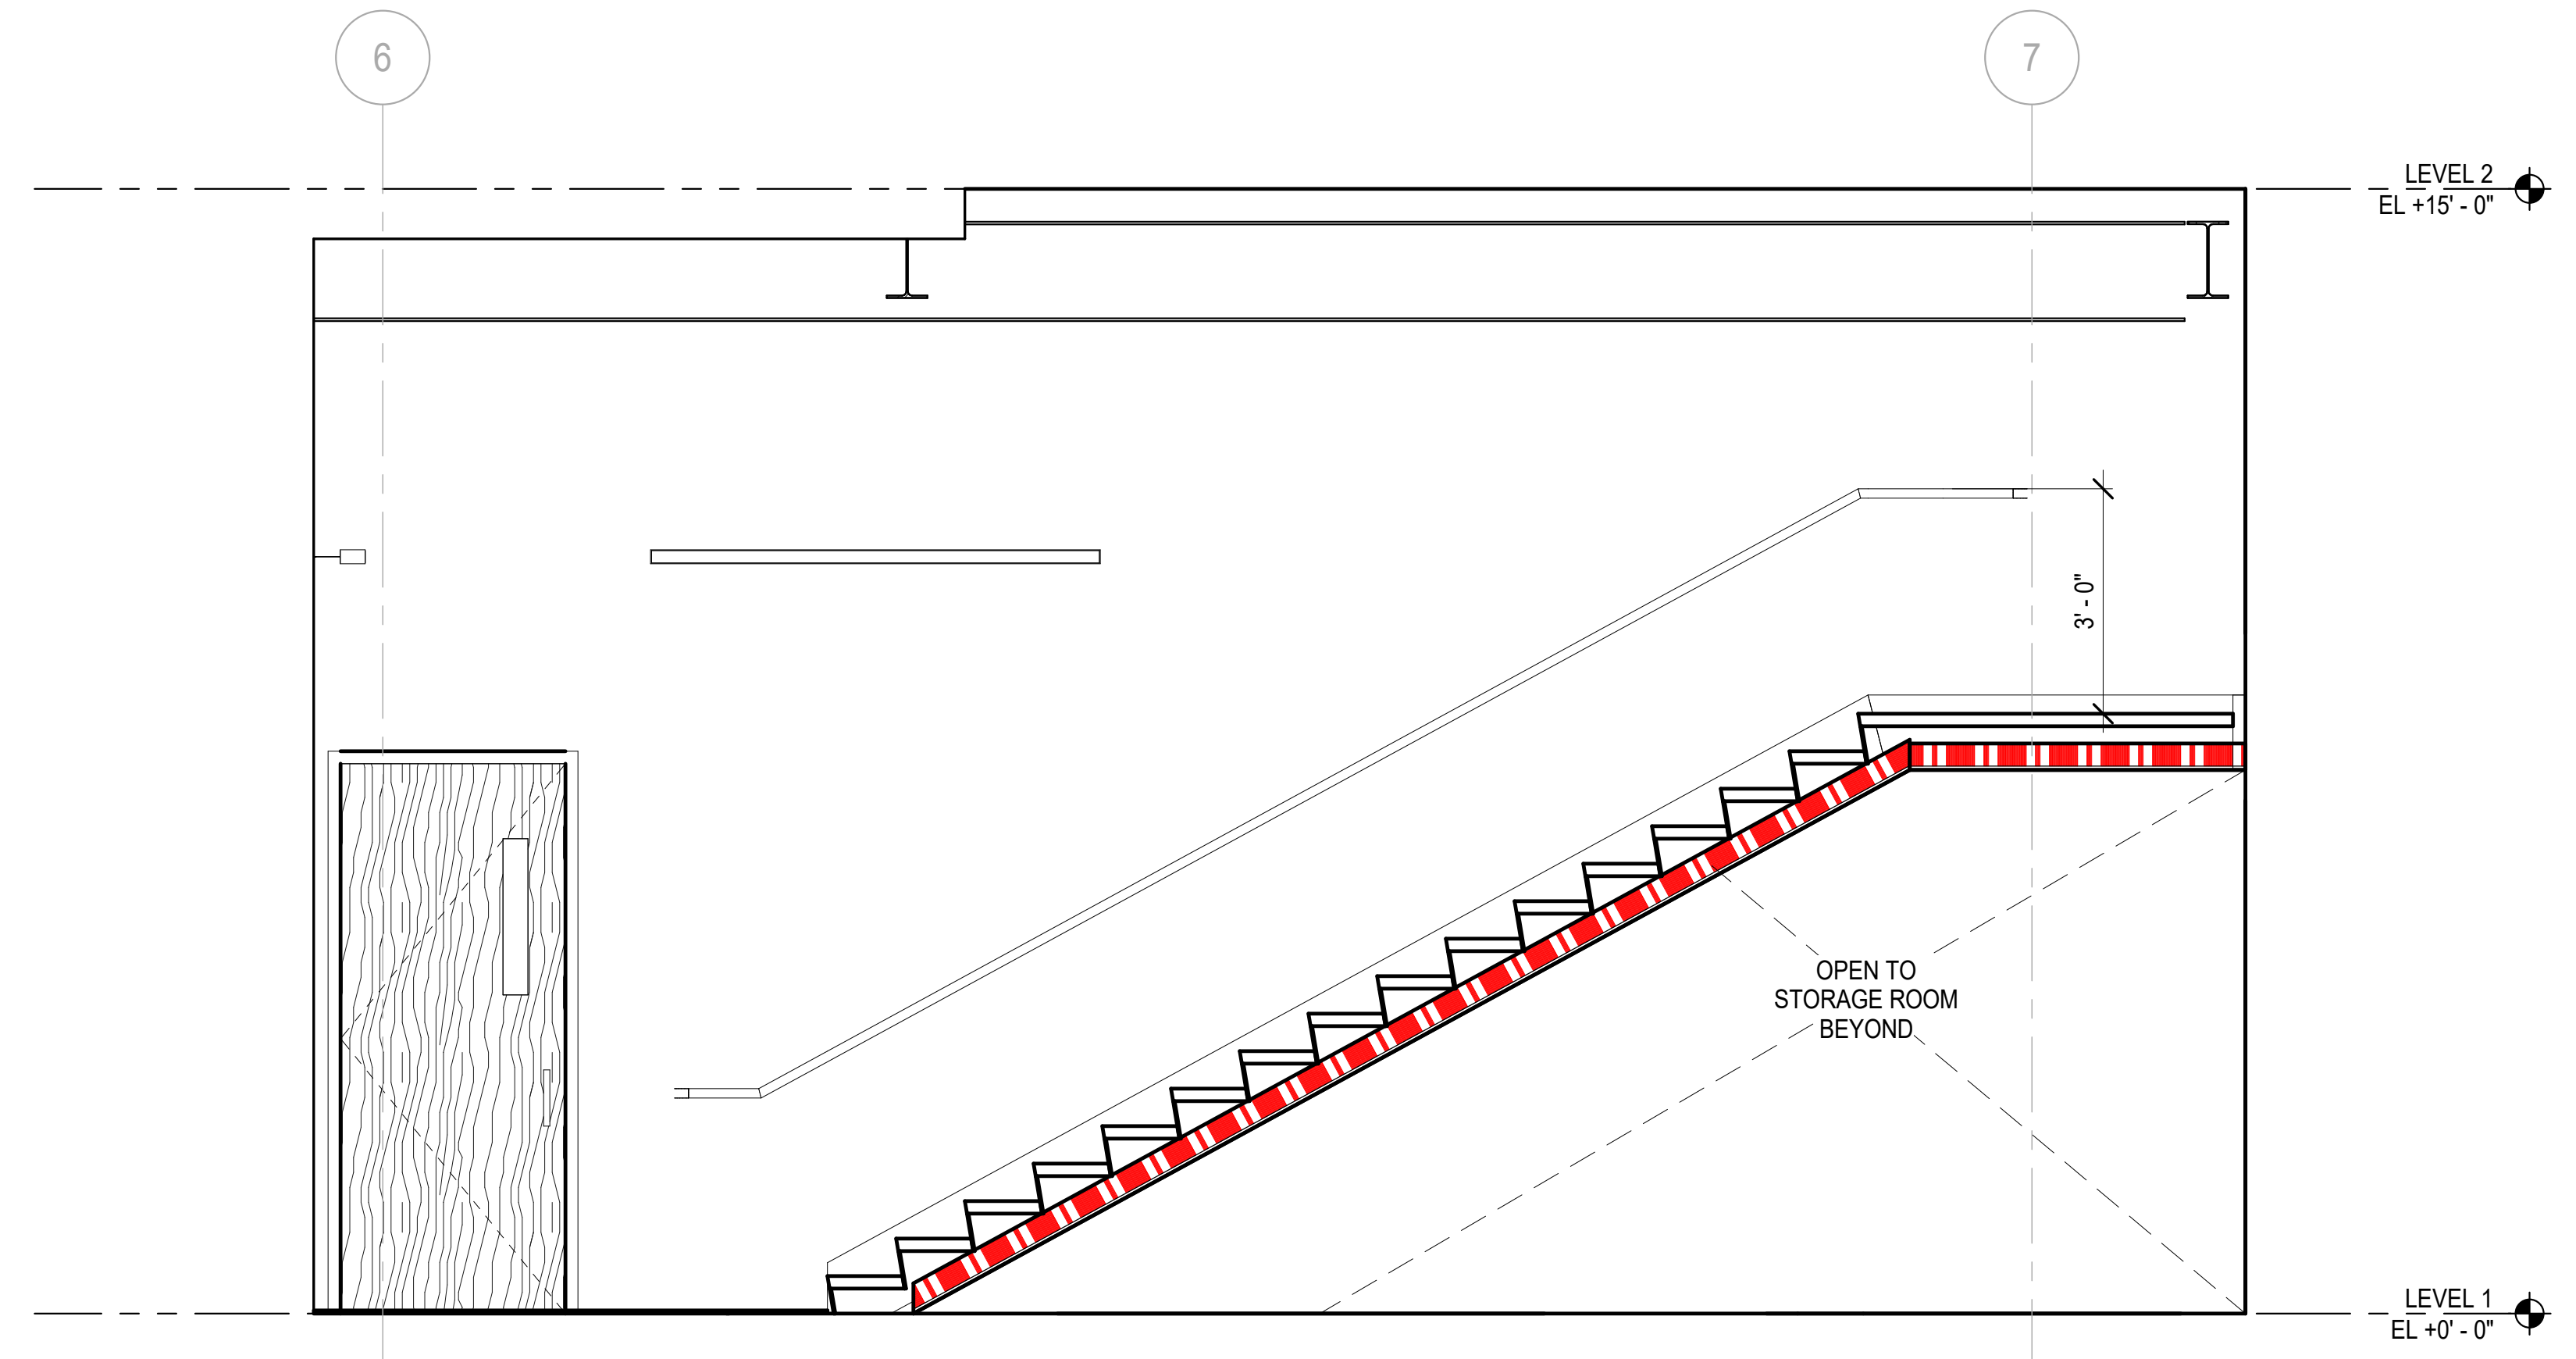 6
7
LEVEL 2
EL +15' - 0"
3' - 0"
OPEN TO
STORAGE ROOM
BEYOND
LEVEL 1
EL +0' - 0"